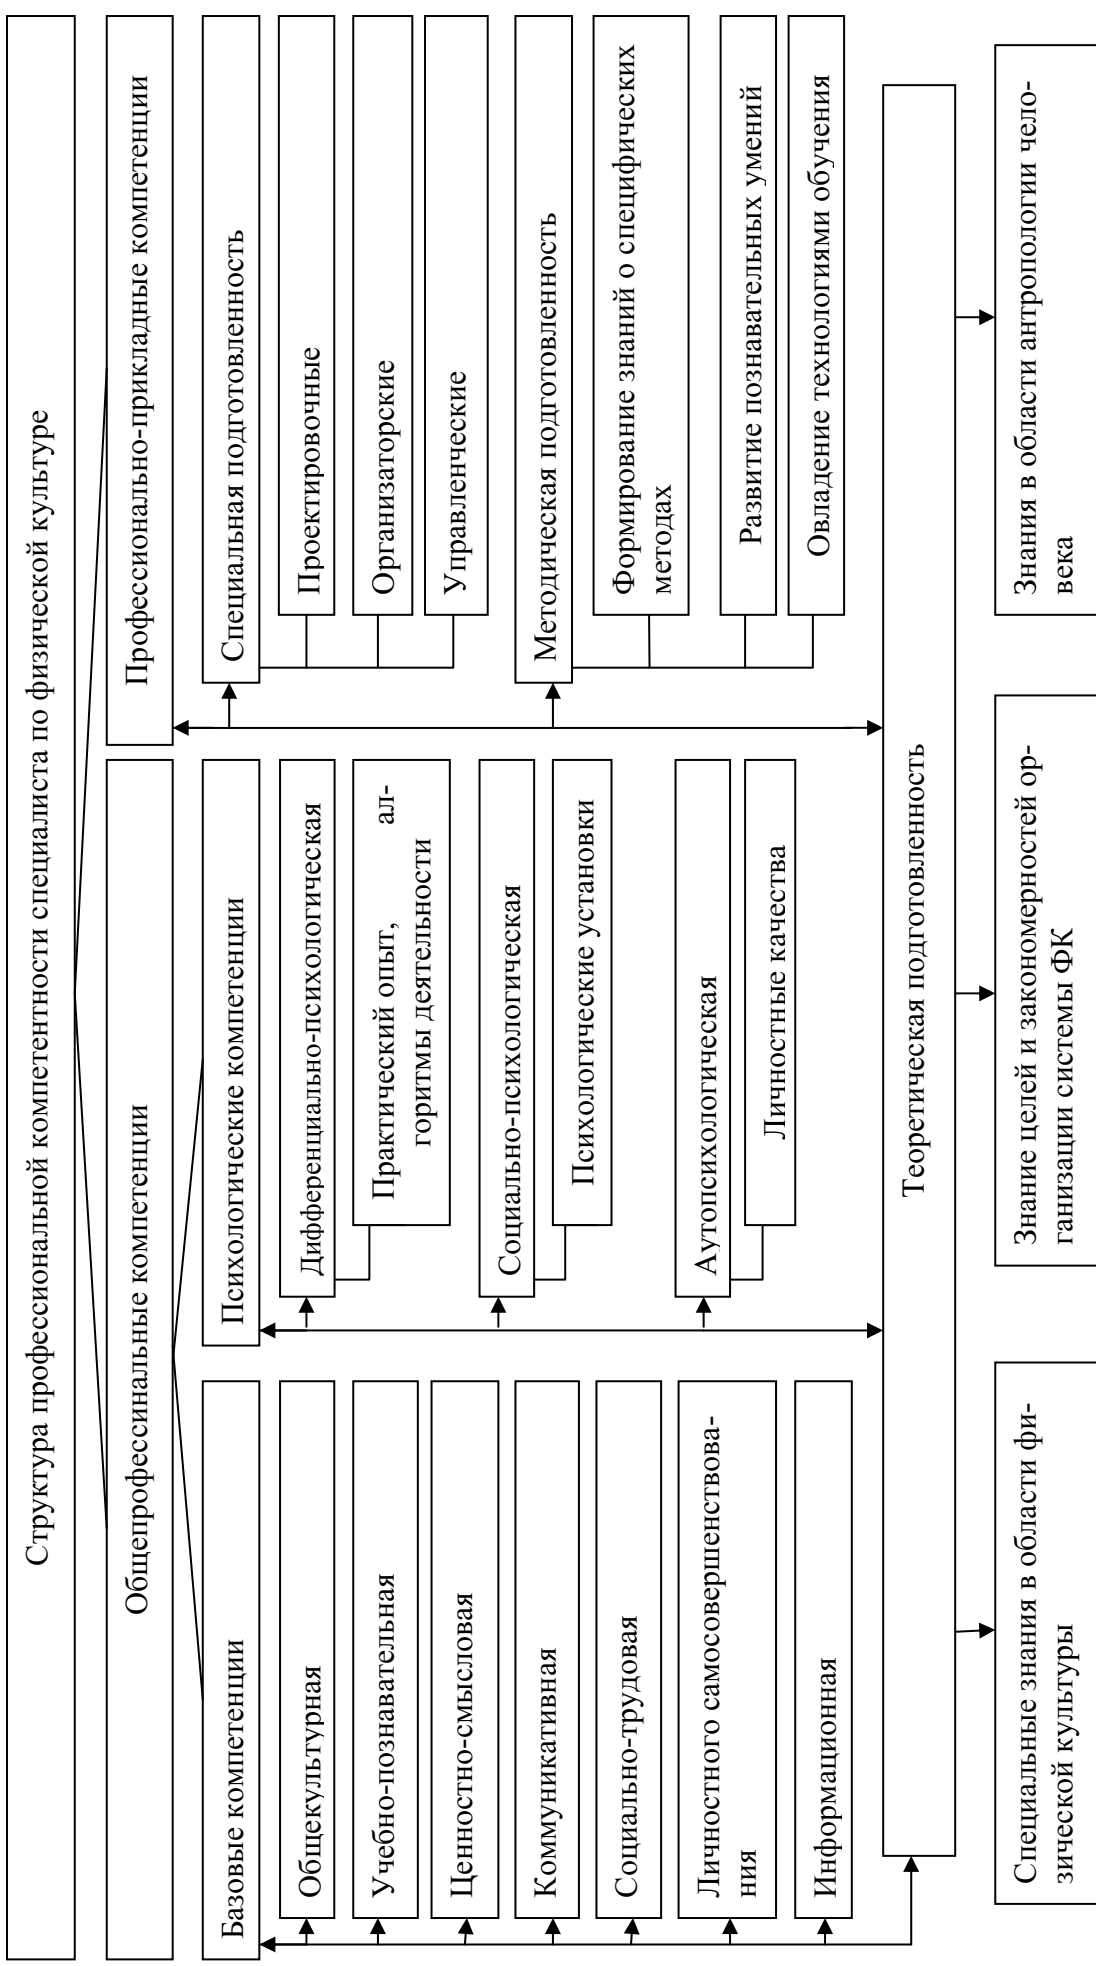 Структура профессиональной компетентности специалиста по физической культуре
Общепрофессинальные компетенции
Профессионально-прикладные компетенции
Базовые компетенции
Общекультурная
Учебно-познавательная
Ценностно-смысловая
Коммуникативная
Социально-трудовая
Личностного самосовершенствова-
ния
Информационная
Психологические компетенции
Дифференциально-психологическая
Практический опыт, ал-
горитмы деятельности
Социально-психологическая
Психологические установки
Аутопсихологическая
Личностные качества
Специальная подготовленность
Проектировочные
Организаторские
Управленческие
Методическая подготовленность
Формирование знаний о специфических
методах
Развитие познавательных умений
Овладение технологиями обучения
Теоретическая подготовленность
Специальные знания в области фи-
зической культуры
Знание целей и закономерностей ор-
ганизации системы ФК
Знания в области антропологии чело-
века